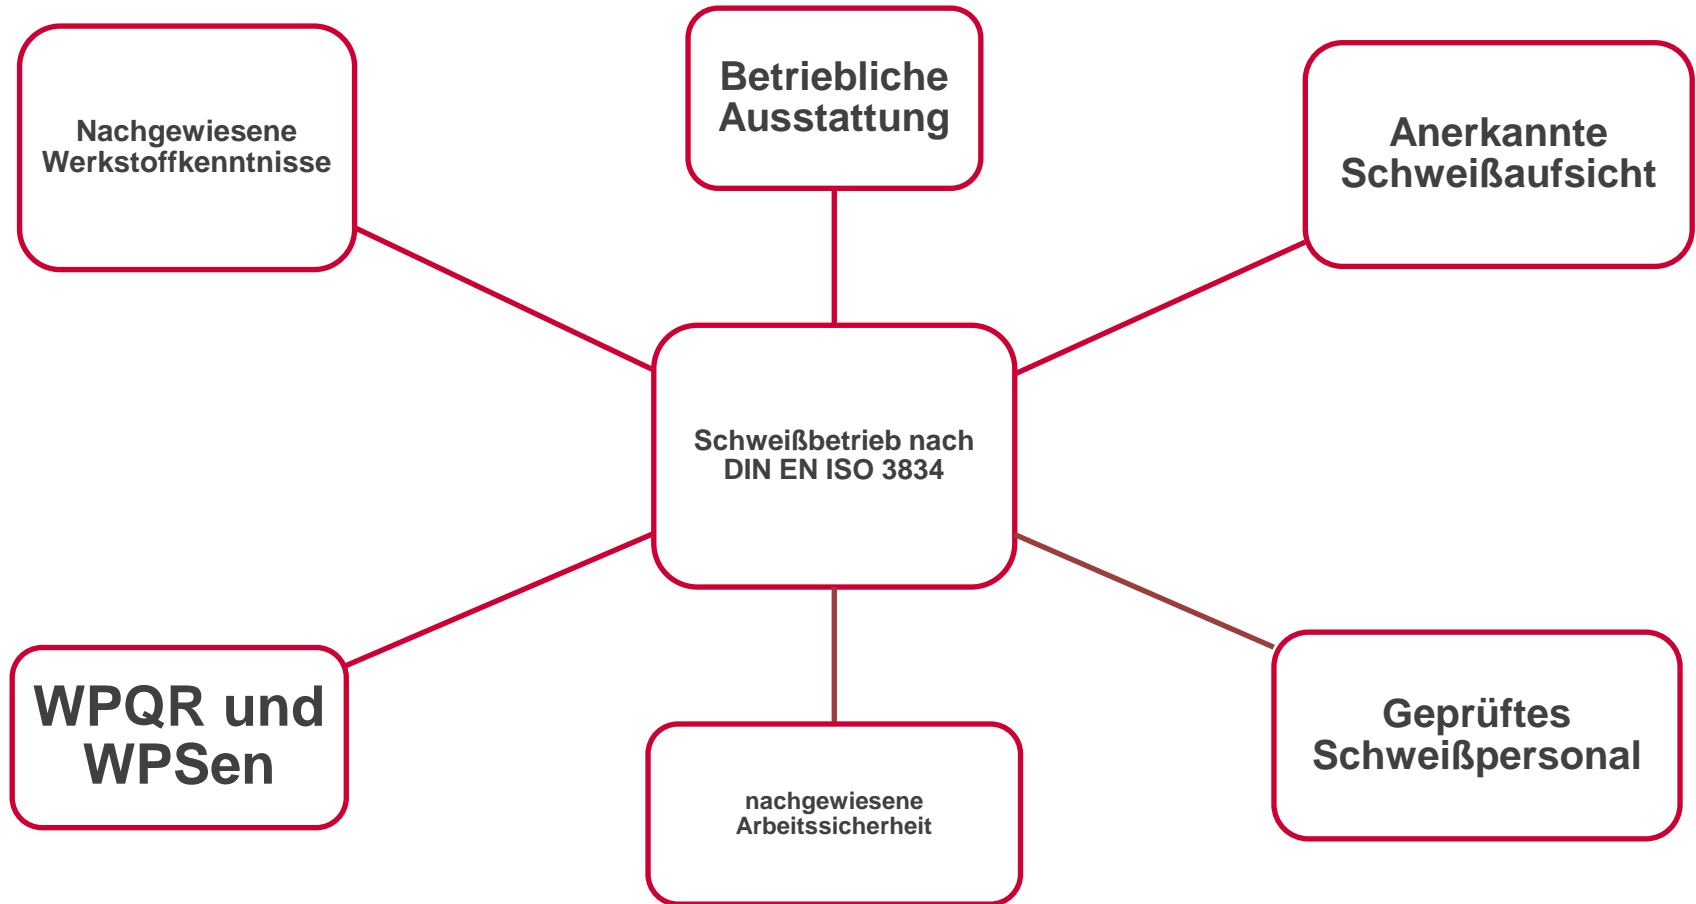 Nachgewiesene
Werkstoffkenntnisse
Betriebliche
Ausstattung
Anerkannte
Schweißaufsicht
Schweißbetrieb nach
DIN EN ISO 3834
WPQR und
WPSen
nachgewiesene
Arbeitssicherheit
Geprüftes
Schweißpersonal